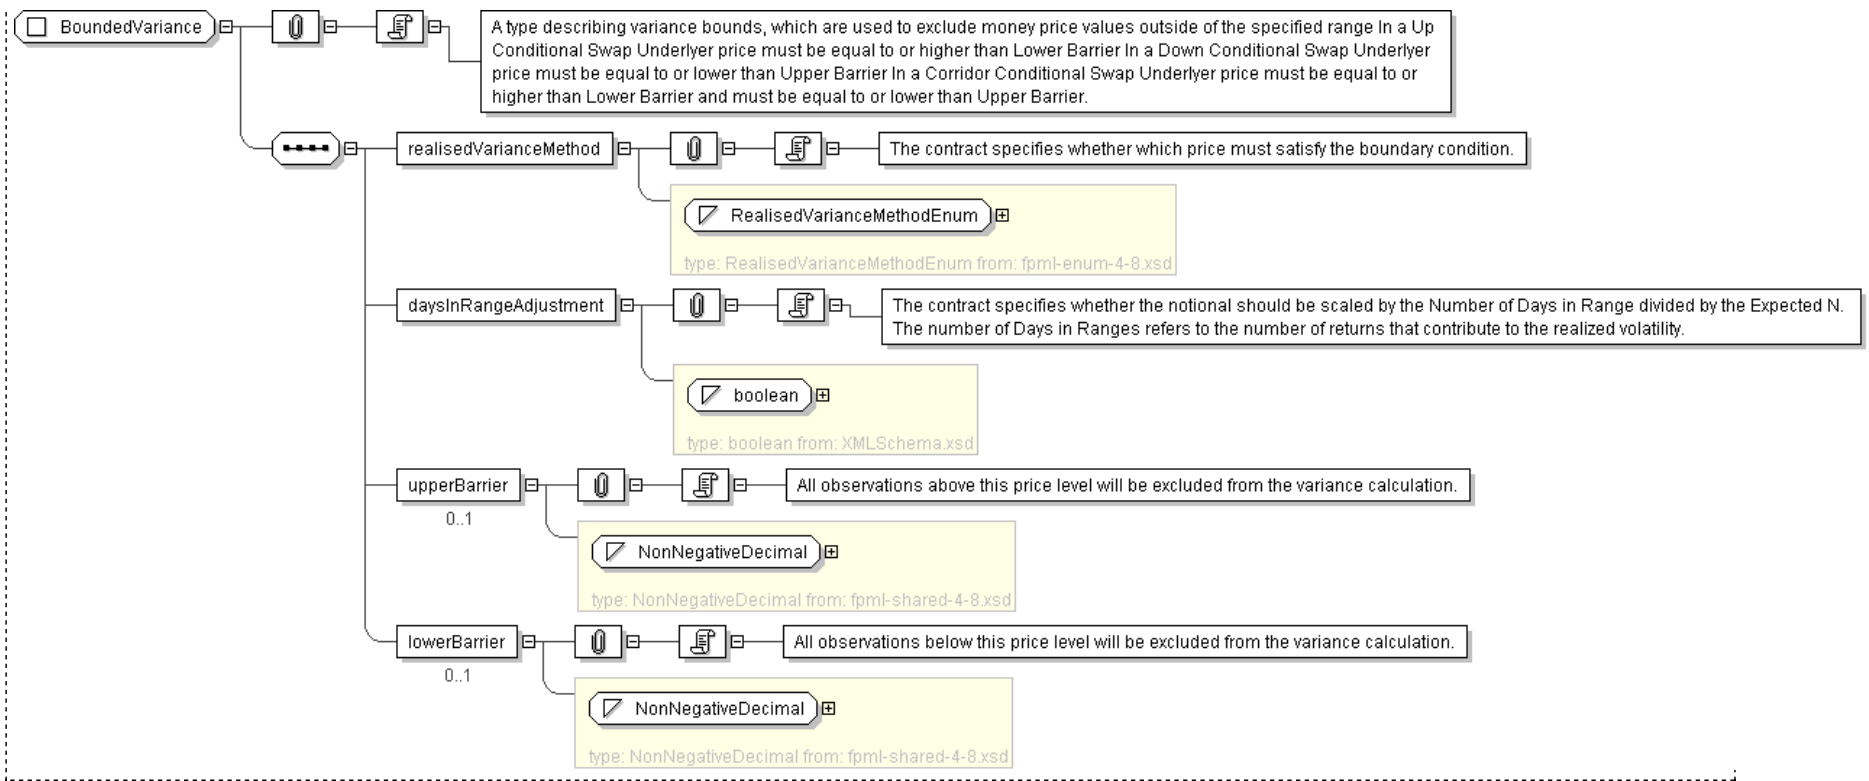 BoundedVariance
A type describing variance bounds, which are used to exclude money price values outside of the specified range In a Up
Conditional Swap Underlyer price must be equal to or higher than Lower Barrier In a Down Conditional Swap Underlyer
price must be equal to or lower than Upper Barrier In a Corridor Conditional Swap Underlyer price must be equal to or
higher than Lower Barrier and must be equal to or lower than Upper Barrier.
realisedVarianceMethod
The contract specifies whether which price must satisfy the boundary condition.
RealisedVarianceMethodEnum
type: RealisedVarianceMethodEnum from: fpml-enum-4-8.xsd
daysInRangeAdjustment
The contract specifies whether the notional should be scaled by the Number of Days in Range divided by the Expected N.
The number of Days in Ranges refers to the number of returns that contribute to the realized volatility.
boolean
type: boolean from: XMLSchema.xsd
upperBarrier
All observations above this price level will be excluded from the variance calculation.
0..1
NonNegativeDecimal
type: NonNegativeDecimal from: fpml-shared-4-8.xsd
lowerBarrier
All observations below this price level will be excluded from the variance calculation.
0..1
NonNegativeDecimal
type: NonNegativeDecimal from: fpml-shared-4-8.xsd